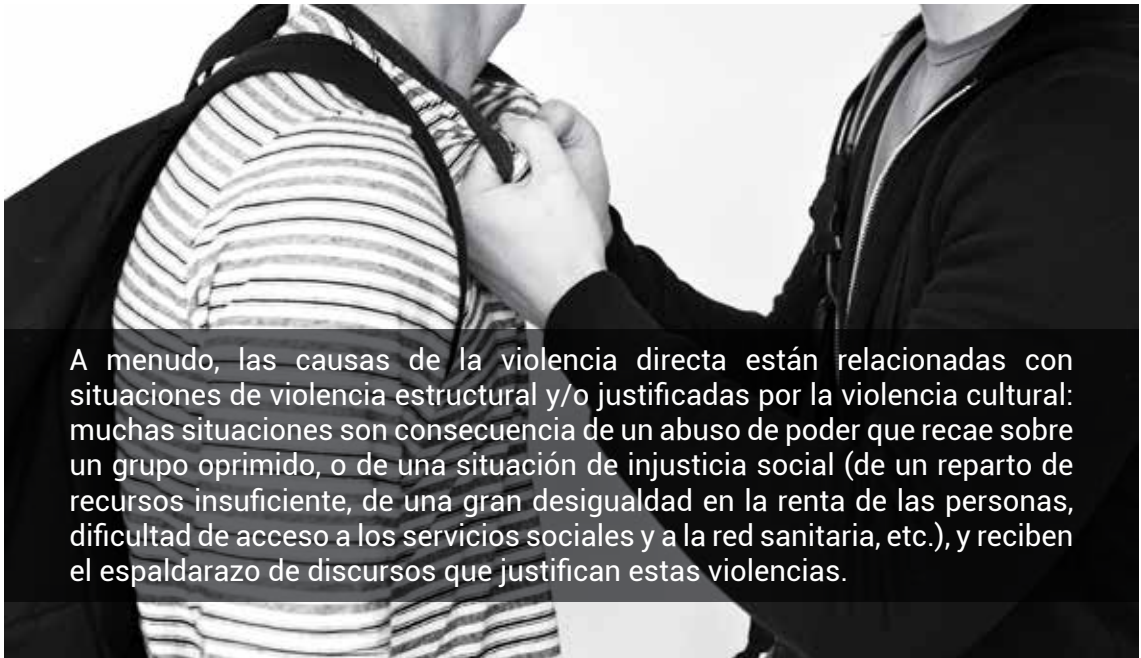 A menudo, las causas de la violencia directa están relacionadas con
situaciones de violencia estructural y/o justificadas por la violencia cultural:
muchas situaciones son consecuencia de un abuso de poder que recae sobre
un grupo oprimido, o de una situación de injusticia social (de un reparto de
recursos insuficiente, de una gran desigualdad en la renta de las personas,
dificultad de acceso a los servicios sociales y a la red sanitaria, etc.), y reciben
el espaldarazo de discursos que justifican estas violencias.